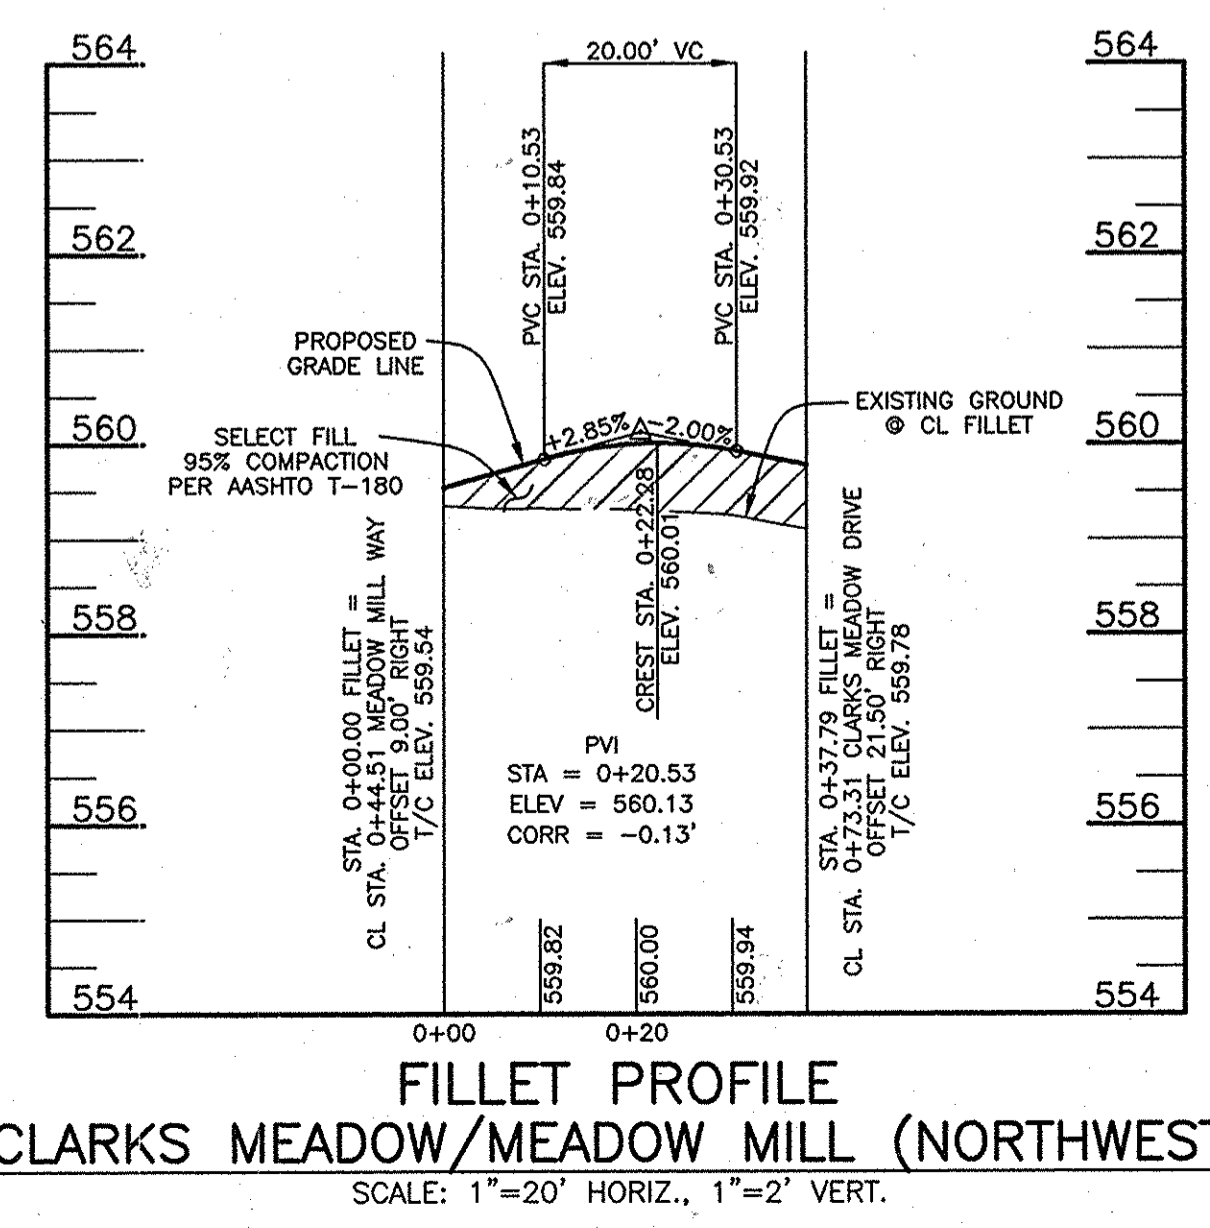 564
564
20.00' VC
PVC STA. 0+10.53
ELEV. 559.84
PVC STA. 0+30.53
ELEV. 559.92
562
562
PROPOSED
GRADE LINE
EXISTING GROUND
@ CL FILLET
+2.85%
-2.00%
560
560
SELECT FILL
95% COMPACTION
PER AASHTO T-180
CREST STA. 0+22.28
ELEV. 560.01
STA. 0+00.00 FILLET =
CL STA. 0+44.51 MEADOW MILL WAY
OFFSET 9.00' RIGHT
T/C ELEV. 559.54
STA. 0+37.79 FILLET =
CL STA. 0+73.31 CLARKS MEADOW DRIVE
OFFSET 21.50' RIGHT
T/C ELEV. 559.78
558
558
PVI
STA = 0+20.53
ELEV = 560.13
CORR = -0.13'
556
556
559.82
560.00
559.94
554
554
0+00
0+20
FILLET PROFILE
CLARKS MEADOW/MEADOW MILL (NORTHWEST
SCALE: 1"=20' HORIZ., 1"=2' VERT.